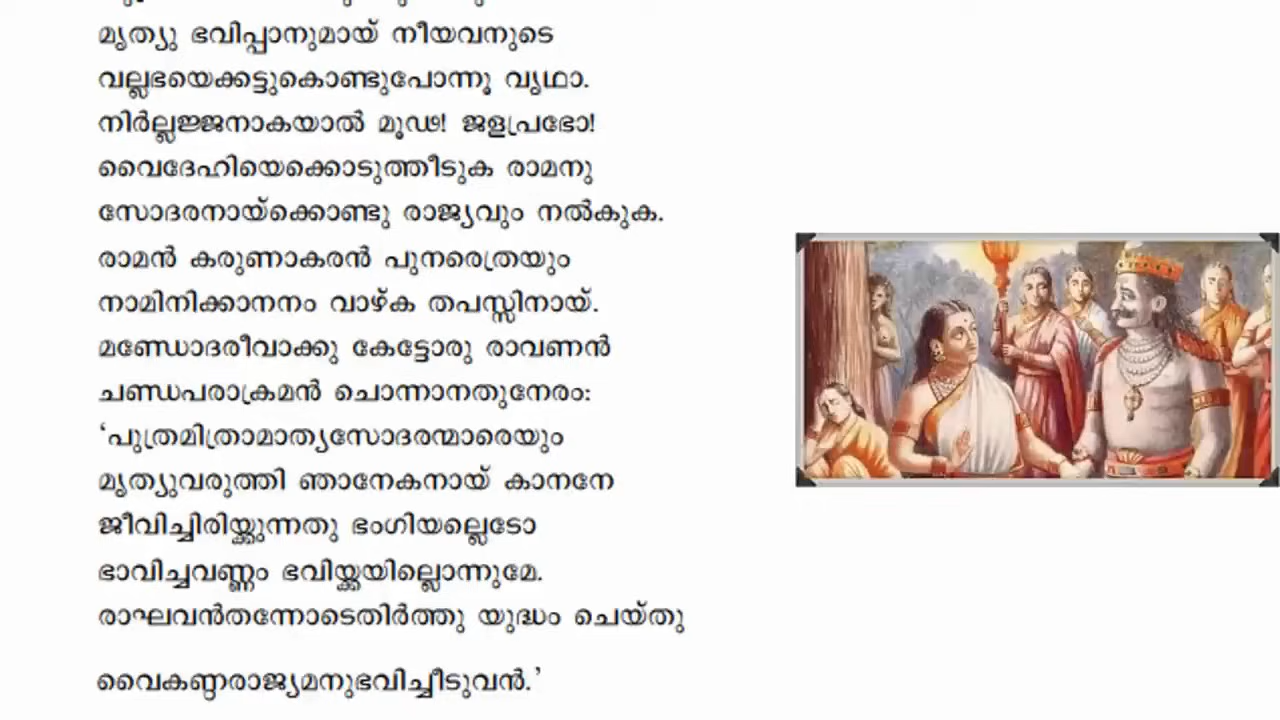 മൃത്യു ഭവിപ്പാനുമായ് നീയവനുടെ
വല്ലഭയെക്കട്ടുകൊണ്ടുപോന്നൂ വൃഥാ.
നിർല്ലജ്ജനാകയാൽ മൂഢ! ജളപ്രഭോ!
വൈദേഹിയെക്കൊടുത്തീടുക രാമനു
സോദരനായ്ക്കൊണ്ടു രാജ്യവും നൽകുക.
രാമൻ കരുണാകരൻ പുനരെത്രയും
നാമിനിക്കാനനം വാഴ്ക തപസ്സിനായ്.
മണ്ഡോദരീവാക്കു കേട്ടോരു രാവണൻ
ചണ്ഡപരാക്രമൻ ചൊന്നാനതുനേരം:
‘പുത്രമിത്രാമാത്യസോദരന്മാരെയും
മൃത്യുവരുത്തി ഞാനേകനായ് കാനനേ
ജീവിച്ചിരിയ്ക്കുന്നതു ഭംഗിയല്ലെടോ
ഭാവിച്ചവണ്ണം ഭവിയ്ക്കയില്ലൊന്നുമേ.
രാഘവൻതന്നോടെതിർത്തു യുദ്ധം ചെയ്തു
വൈകണ്ഠരാജ്യമനുഭവിച്ചീടുവൻ.’